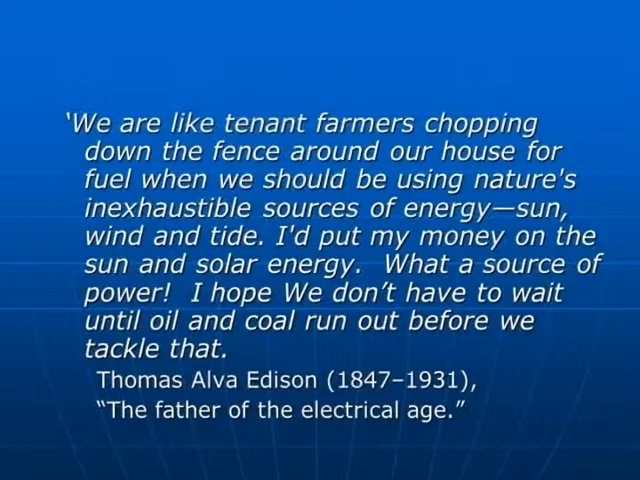 ‘We are like tenant farmers chopping
down the fence around our house for
fuel when we should be using nature's
inexhaustible sources of energy—sun,
wind and tide. I'd put my money on the
sun and solar energy.  What a source of
power!  I hope We don’t have to wait
until oil and coal run out before we
tackle that.
Thomas Alva Edison (1847–1931),
“The father of the electrical age.”